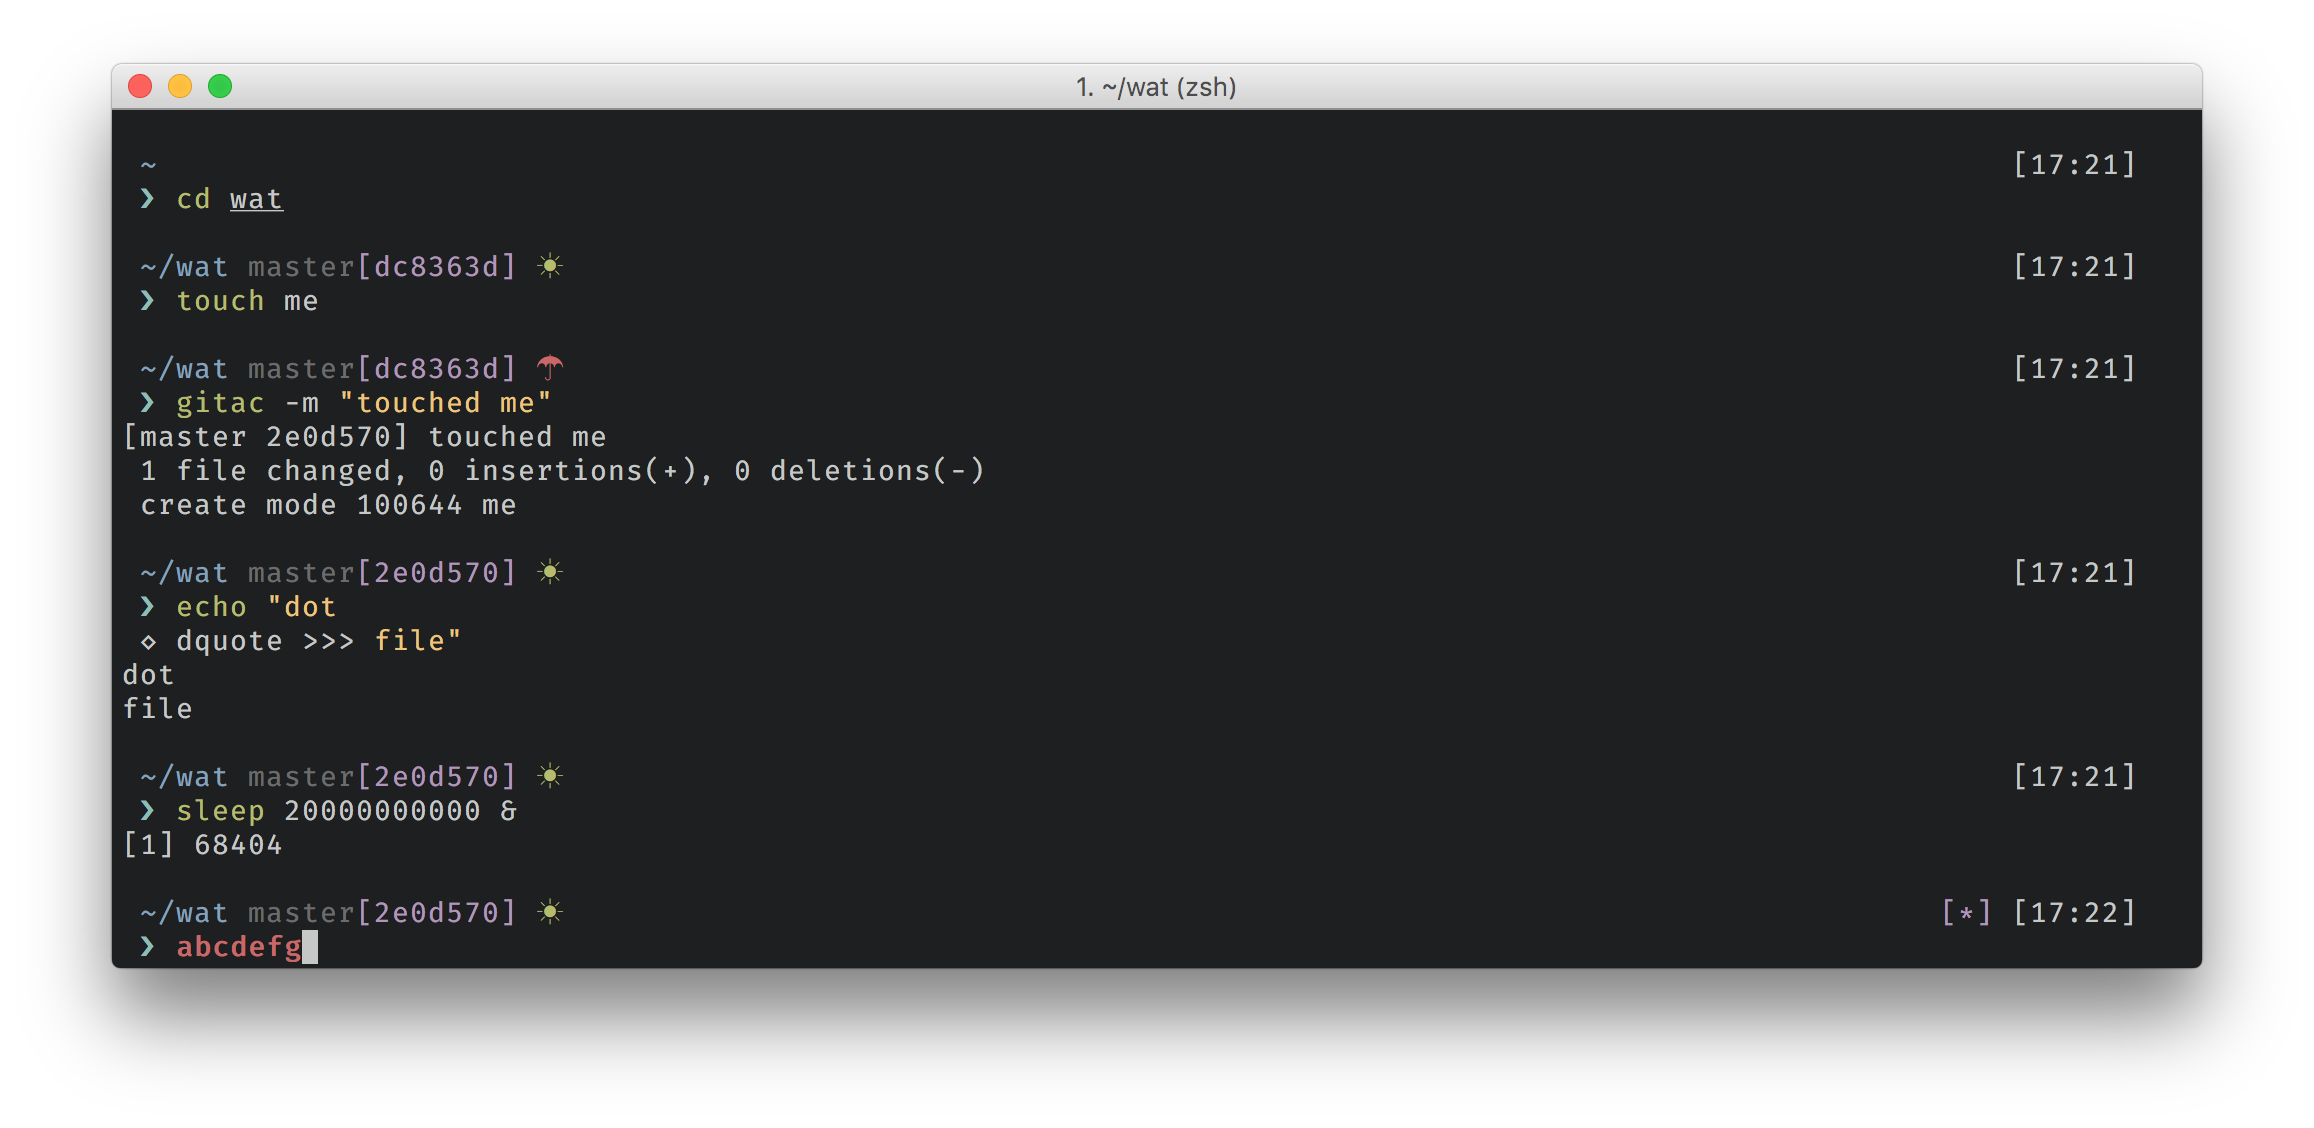 1. ~/wat (zsh)
~ [17:21]
❯ cd wat
~/wat master[dc8363d] ☀ [17:21]
❯ touch me
~/wat master[dc8363d] ☂ [17:21]
❯ gitac -m "touched me"
[master 2e0d570] touched me
1 file changed, 0 insertions(+), 0 deletions(-)
create mode 100644 me
~/wat master[2e0d570] ☀ [17:21]
❯ echo "dot
⋄ dquote >>> file"
dot
file
~/wat master[2e0d570] ☀ [17:21]
❯ sleep 20000000000 &
[1] 68404
~/wat master[2e0d570] ☀ [*] [17:22]
❯ abcdefg